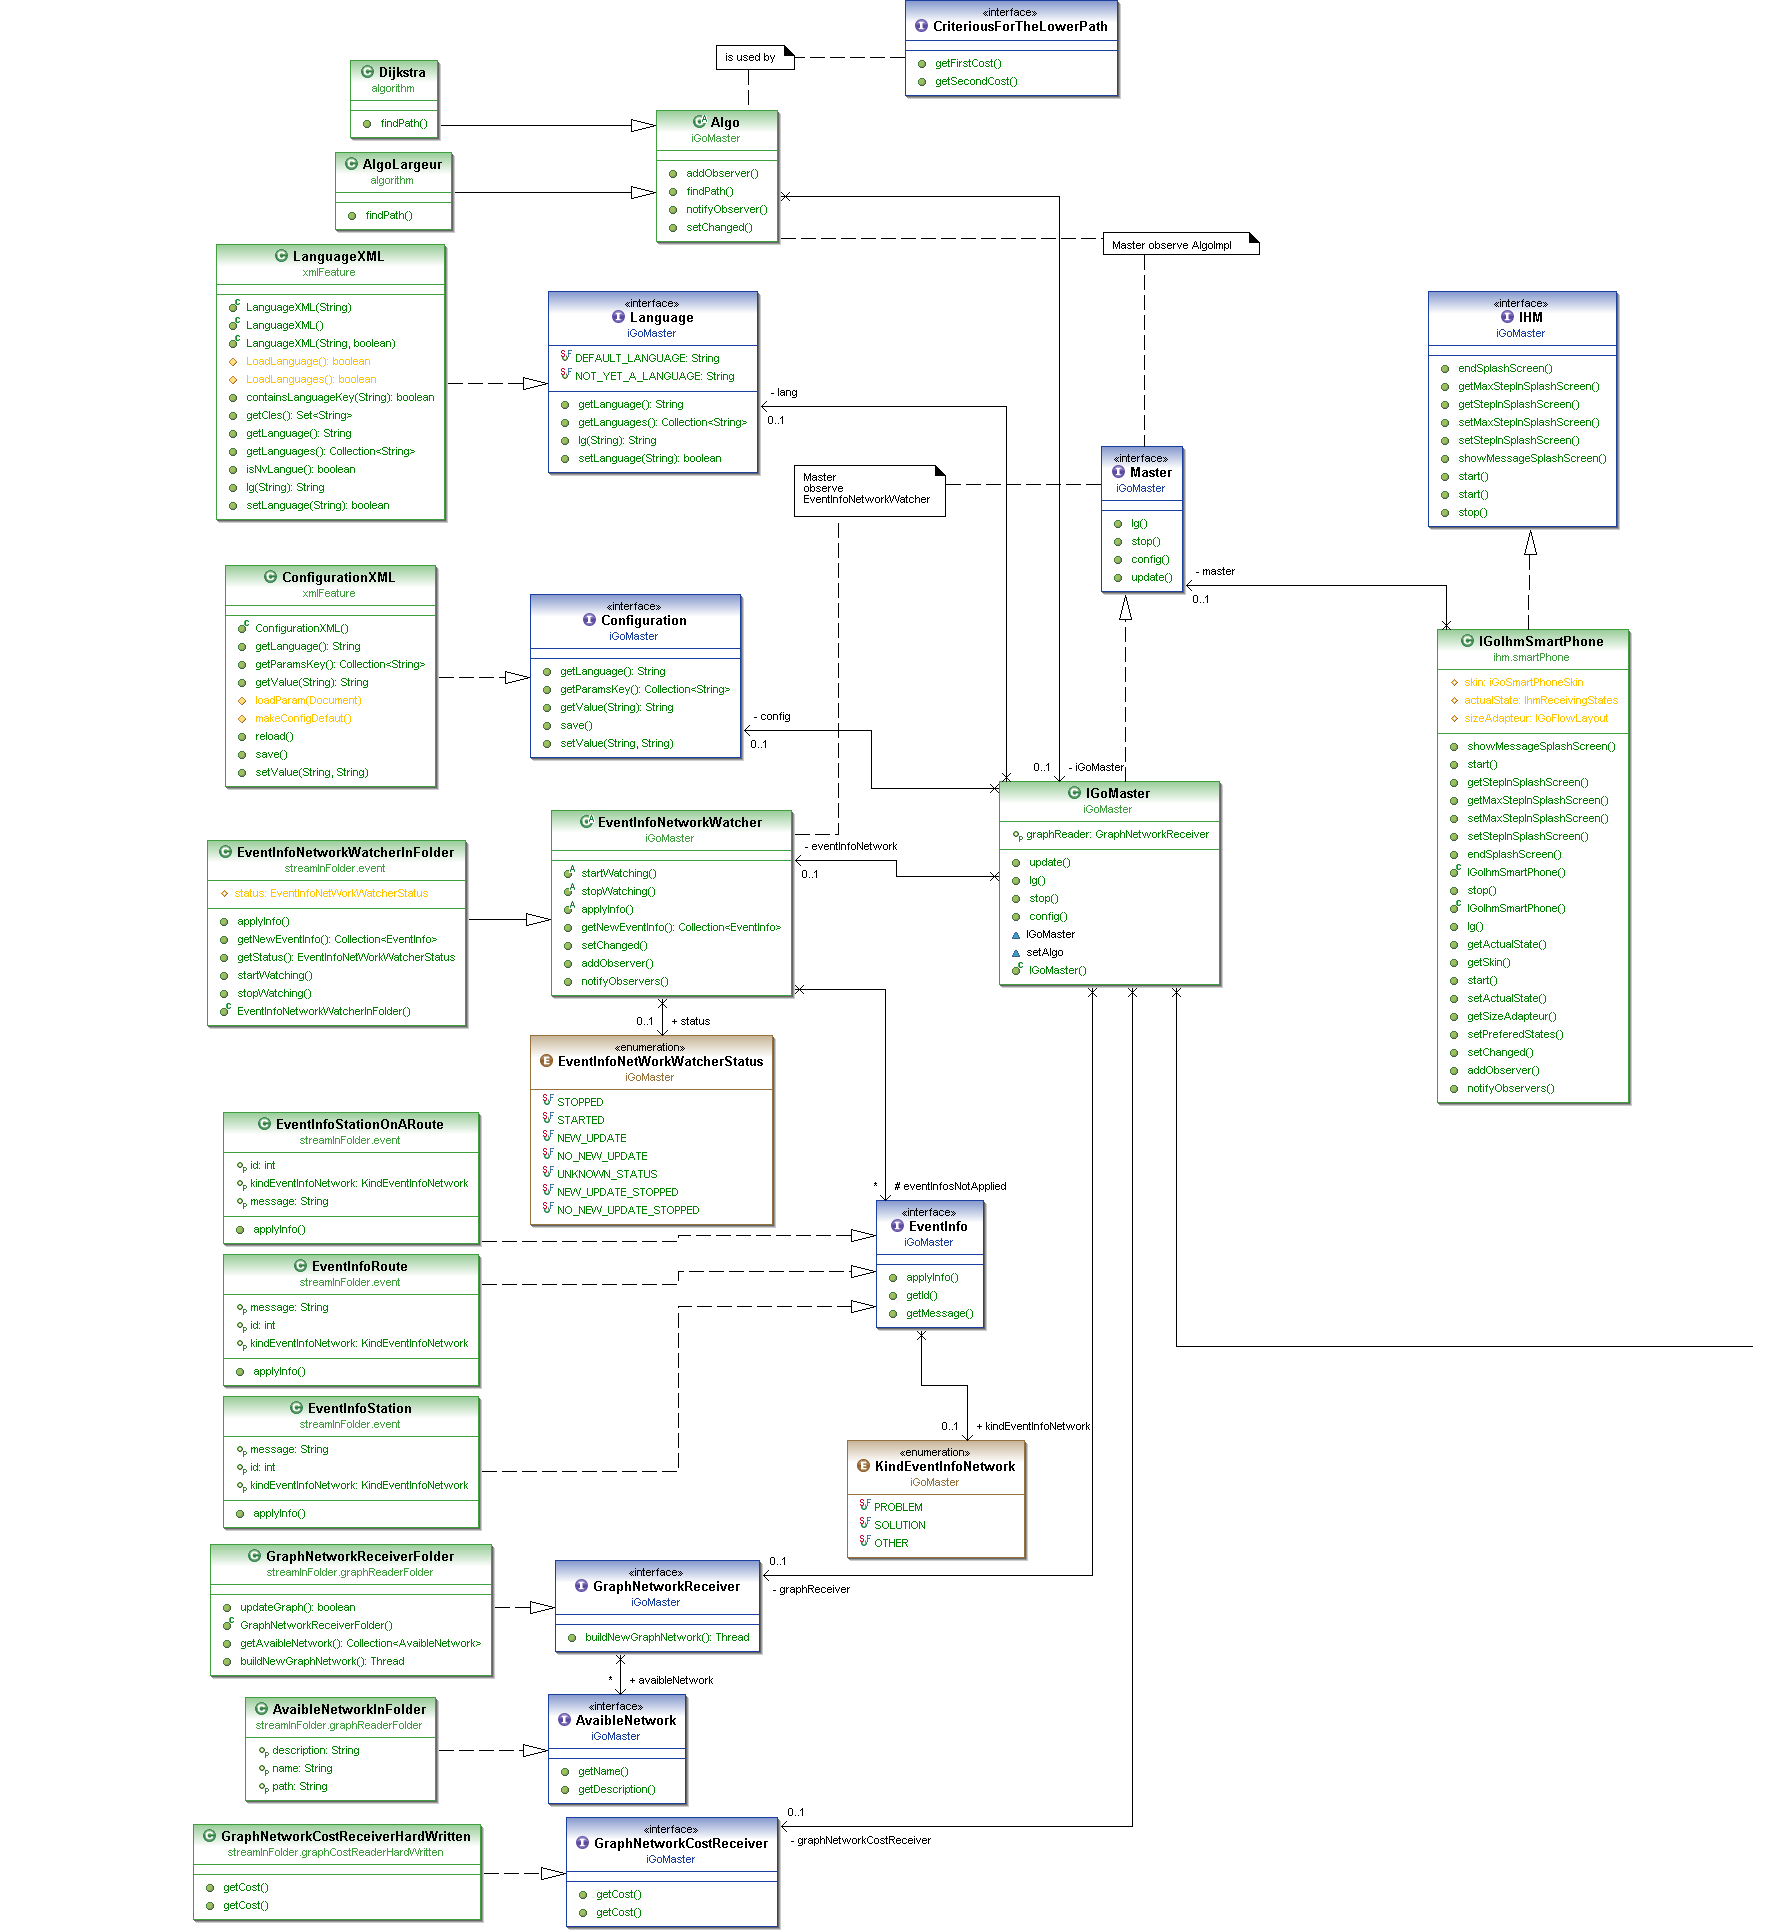 «interface»
CriteriousForTheLowerPath
getFirstCost()
getSecondCost()
is used by
Dijkstra
algorithm
findPath()
Algo
iGoMaster
addObserver()
findPath()
notifyObserver()
setChanged()
AlgoLargeur
algorithm
findPath()
Master observe AlgoImpl
LanguageXML
xmlFeature
LanguageXML(String)
LanguageXML()
LanguageXML(String, boolean)
LoadLanguage(): boolean
LoadLanguages(): boolean
containsLanguageKey(String): boolean
getCles(): Set<String>
getLanguage(): String
getLanguages(): Collection<String>
isNvLangue(): boolean
lg(String): String
setLanguage(String): boolean
«interface»
Language
iGoMaster
DEFAULT_LANGUAGE: String
NOT_YET_A_LANGUAGE: String
getLanguage(): String
getLanguages(): Collection<String>
lg(String): String
setLanguage(String): boolean
- lang
0..1
«interface»
IHM
iGoMaster
endSplashScreen()
getMaxStepInSplashScreen()
getStepInSplashScreen()
setMaxStepInSplashScreen()
setStepInSplashScreen()
showMessageSplashScreen()
start()
start()
stop()
Master
observe
EventInfoNetworkWatcher
«interface»
Master
iGoMaster
lg()
stop()
config()
update()
- master
0..1
ConfigurationXML
xmlFeature
ConfigurationXML()
getLanguage(): String
getParamsKey(): Collection<String>
getValue(String): String
loadParam(Document)
makeConfigDefaut()
reload()
save()
setValue(String, String)
«interface»
Configuration
iGoMaster
getLanguage(): String
getParamsKey(): Collection<String>
getValue(String): String
save()
setValue(String, String)
- config
0..1
IGoIhmSmartPhone
ihm.smartPhone
skin: iGoSmartPhoneSkin
actualState: IhmReceivingStates
sizeAdapteur: IGoFlowLayout
showMessageSplashScreen()
start()
getStepInSplashScreen()
getMaxStepInSplashScreen()
setMaxStepInSplashScreen()
setStepInSplashScreen()
endSplashScreen()
IGoIhmSmartPhone()
stop()
IGoIhmSmartPhone()
lg()
getActualState()
getSkin()
start()
setActualState()
getSizeAdapteur()
setPreferedStates()
setChanged()
addObserver()
notifyObservers()
0..1
- iGoMaster
IGoMaster
iGoMaster
graphReader: GraphNetworkReceiver
update()
lg()
stop()
config()
IGoMaster
setAlgo
IGoMaster()
EventInfoNetworkWatcher
iGoMaster
startWatching()
stopWatching()
applyInfo()
getNewEventInfo(): Collection<EventInfo>
setChanged()
addObserver()
notifyObservers()
- eventInfoNetwork
0..1
EventInfoNetworkWatcherInFolder
streamInFolder.event
status: EventInfoNetWorkWatcherStatus
applyInfo()
getNewEventInfo(): Collection<EventInfo>
getStatus(): EventInfoNetWorkWatcherStatus
startWatching()
stopWatching()
EventInfoNetworkWatcherInFolder()
0..1
+ status
«enumeration»
EventInfoNetWorkWatcherStatus
iGoMaster
STOPPED
STARTED
NEW_UPDATE
NO_NEW_UPDATE
UNKNOWN_STATUS
NEW_UPDATE_STOPPED
NO_NEW_UPDATE_STOPPED
EventInfoStationOnARoute
streamInFolder.event
id: int
kindEventInfoNetwork: KindEventInfoNetwork
message: String
applyInfo()
*
# eventInfosNotApplied
«interface»
EventInfo
iGoMaster
applyInfo()
getId()
getMessage()
EventInfoRoute
streamInFolder.event
message: String
id: int
kindEventInfoNetwork: KindEventInfoNetwork
applyInfo()
EventInfoStation
streamInFolder.event
message: String
id: int
kindEventInfoNetwork: KindEventInfoNetwork
applyInfo()
0..1
+ kindEventInfoNetwork
«enumeration»
KindEventInfoNetwork
iGoMaster
PROBLEM
SOLUTION
OTHER
GraphNetworkReceiverFolder
streamInFolder.graphReaderFolder
updateGraph(): boolean
GraphNetworkReceiverFolder()
getAvaibleNetwork(): Collection<AvaibleNetwork>
buildNewGraphNetwork(): Thread
«interface»
GraphNetworkReceiver
iGoMaster
buildNewGraphNetwork(): Thread
0..1
- graphReceiver
*
+ avaibleNetwork
AvaibleNetworkInFolder
streamInFolder.graphReaderFolder
description: String
name: String
path: String
«interface»
AvaibleNetwork
iGoMaster
getName()
getDescription()
GraphNetworkCostReceiverHardWritten
streamInFolder.graphCostReaderHardWritten
getCost()
getCost()
«interface»
GraphNetworkCostReceiver
iGoMaster
getCost()
getCost()
0..1
- graphNetworkCostReceiver